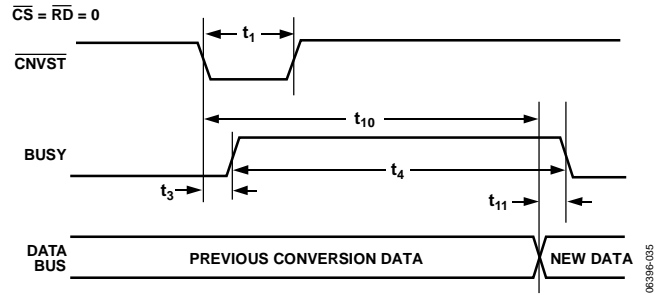 CS = RD = 0
t1
CNVST
t10
BUSY
t4
t3
t11
DATA
BUS
PREVIOUS CONVERSION DATA
NEW DATA
06396-035